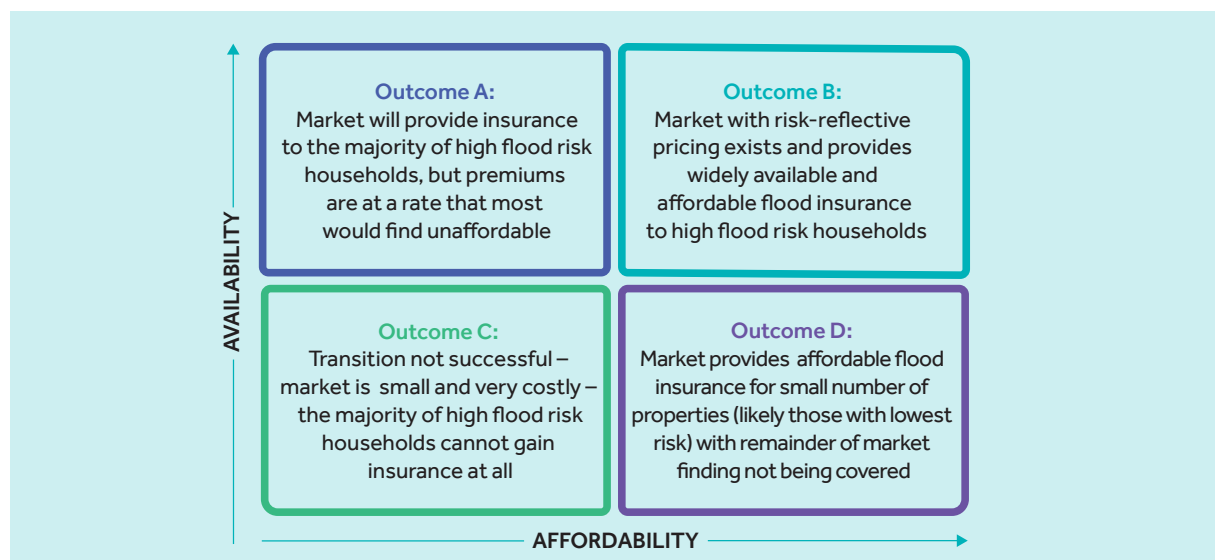 AVAILABILITY
Outcome A:
Market will provide insurance
to the majority of high flood risk
households, but premiums
are at a rate that most
would find unaffordable
Outcome B:
Market with risk-reflective
pricing exists and provides
widely available and
affordable flood insurance
to high flood risk households
Outcome C:
Transition not successful –
market is small and very costly –
the majority of high flood risk
households cannot gain
insurance at all
Outcome D:
Market provides affordable flood
insurance for small number of
properties (likely those with lowest
risk) with remainder of market
finding not being covered
AFFORDABILITY